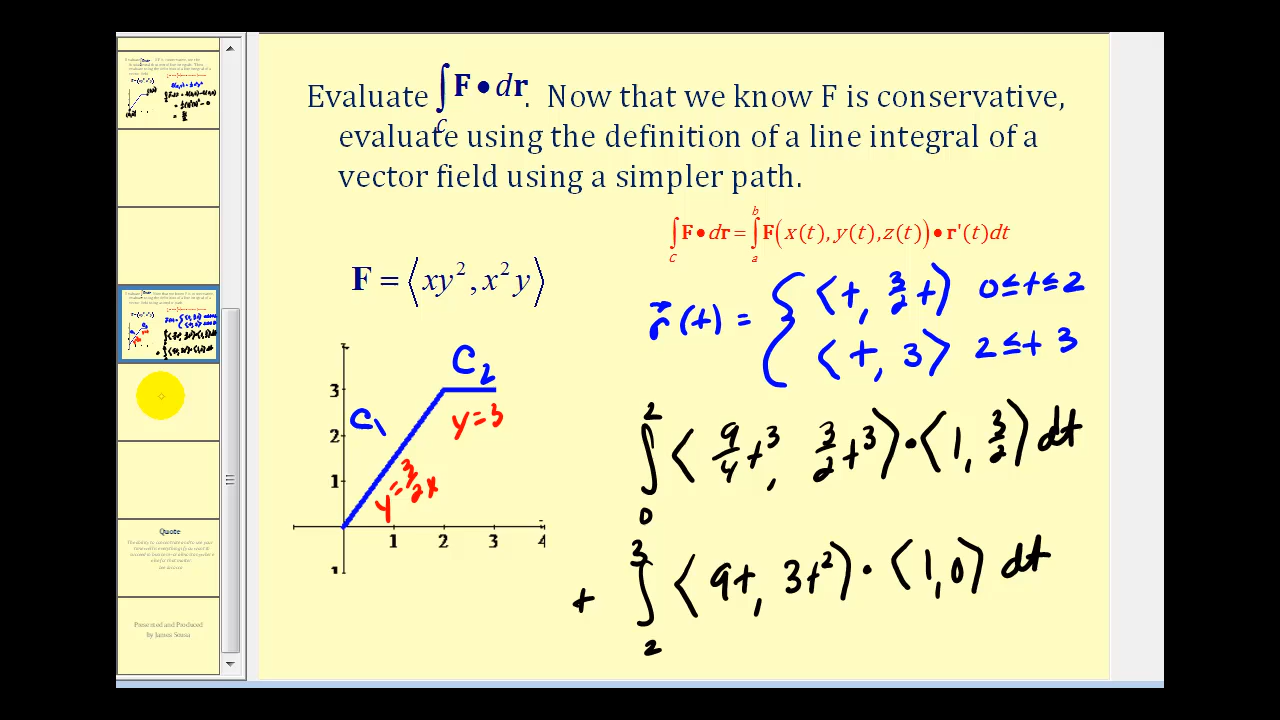 Evaluate ∫_C F • dr. Now that we know F is conservative,
evaluate using the definition of a line integral of a
vector field using a simpler path.
∫_C F • dr = ∫_a^b F(x(t), y(t), z(t)) • r'(t)dt
F = ⟨xy², x²y⟩
r⃗(t) = { ⟨t, 3/2 t⟩ 0≤t≤2
⟨t, 3⟩ 2≤t 3
C₂
C₁
y=3
y=3/2 x
3
2
1
1 2 3 4
1
∫_0^2 ⟨9/4 t³, 3/2 t³⟩ • ⟨1, 3/2⟩ dt
+ ∫_2^3 ⟨9t, 3t²⟩ • ⟨1, 0⟩ dt
Quote
Presented and Produced
by James Sousa